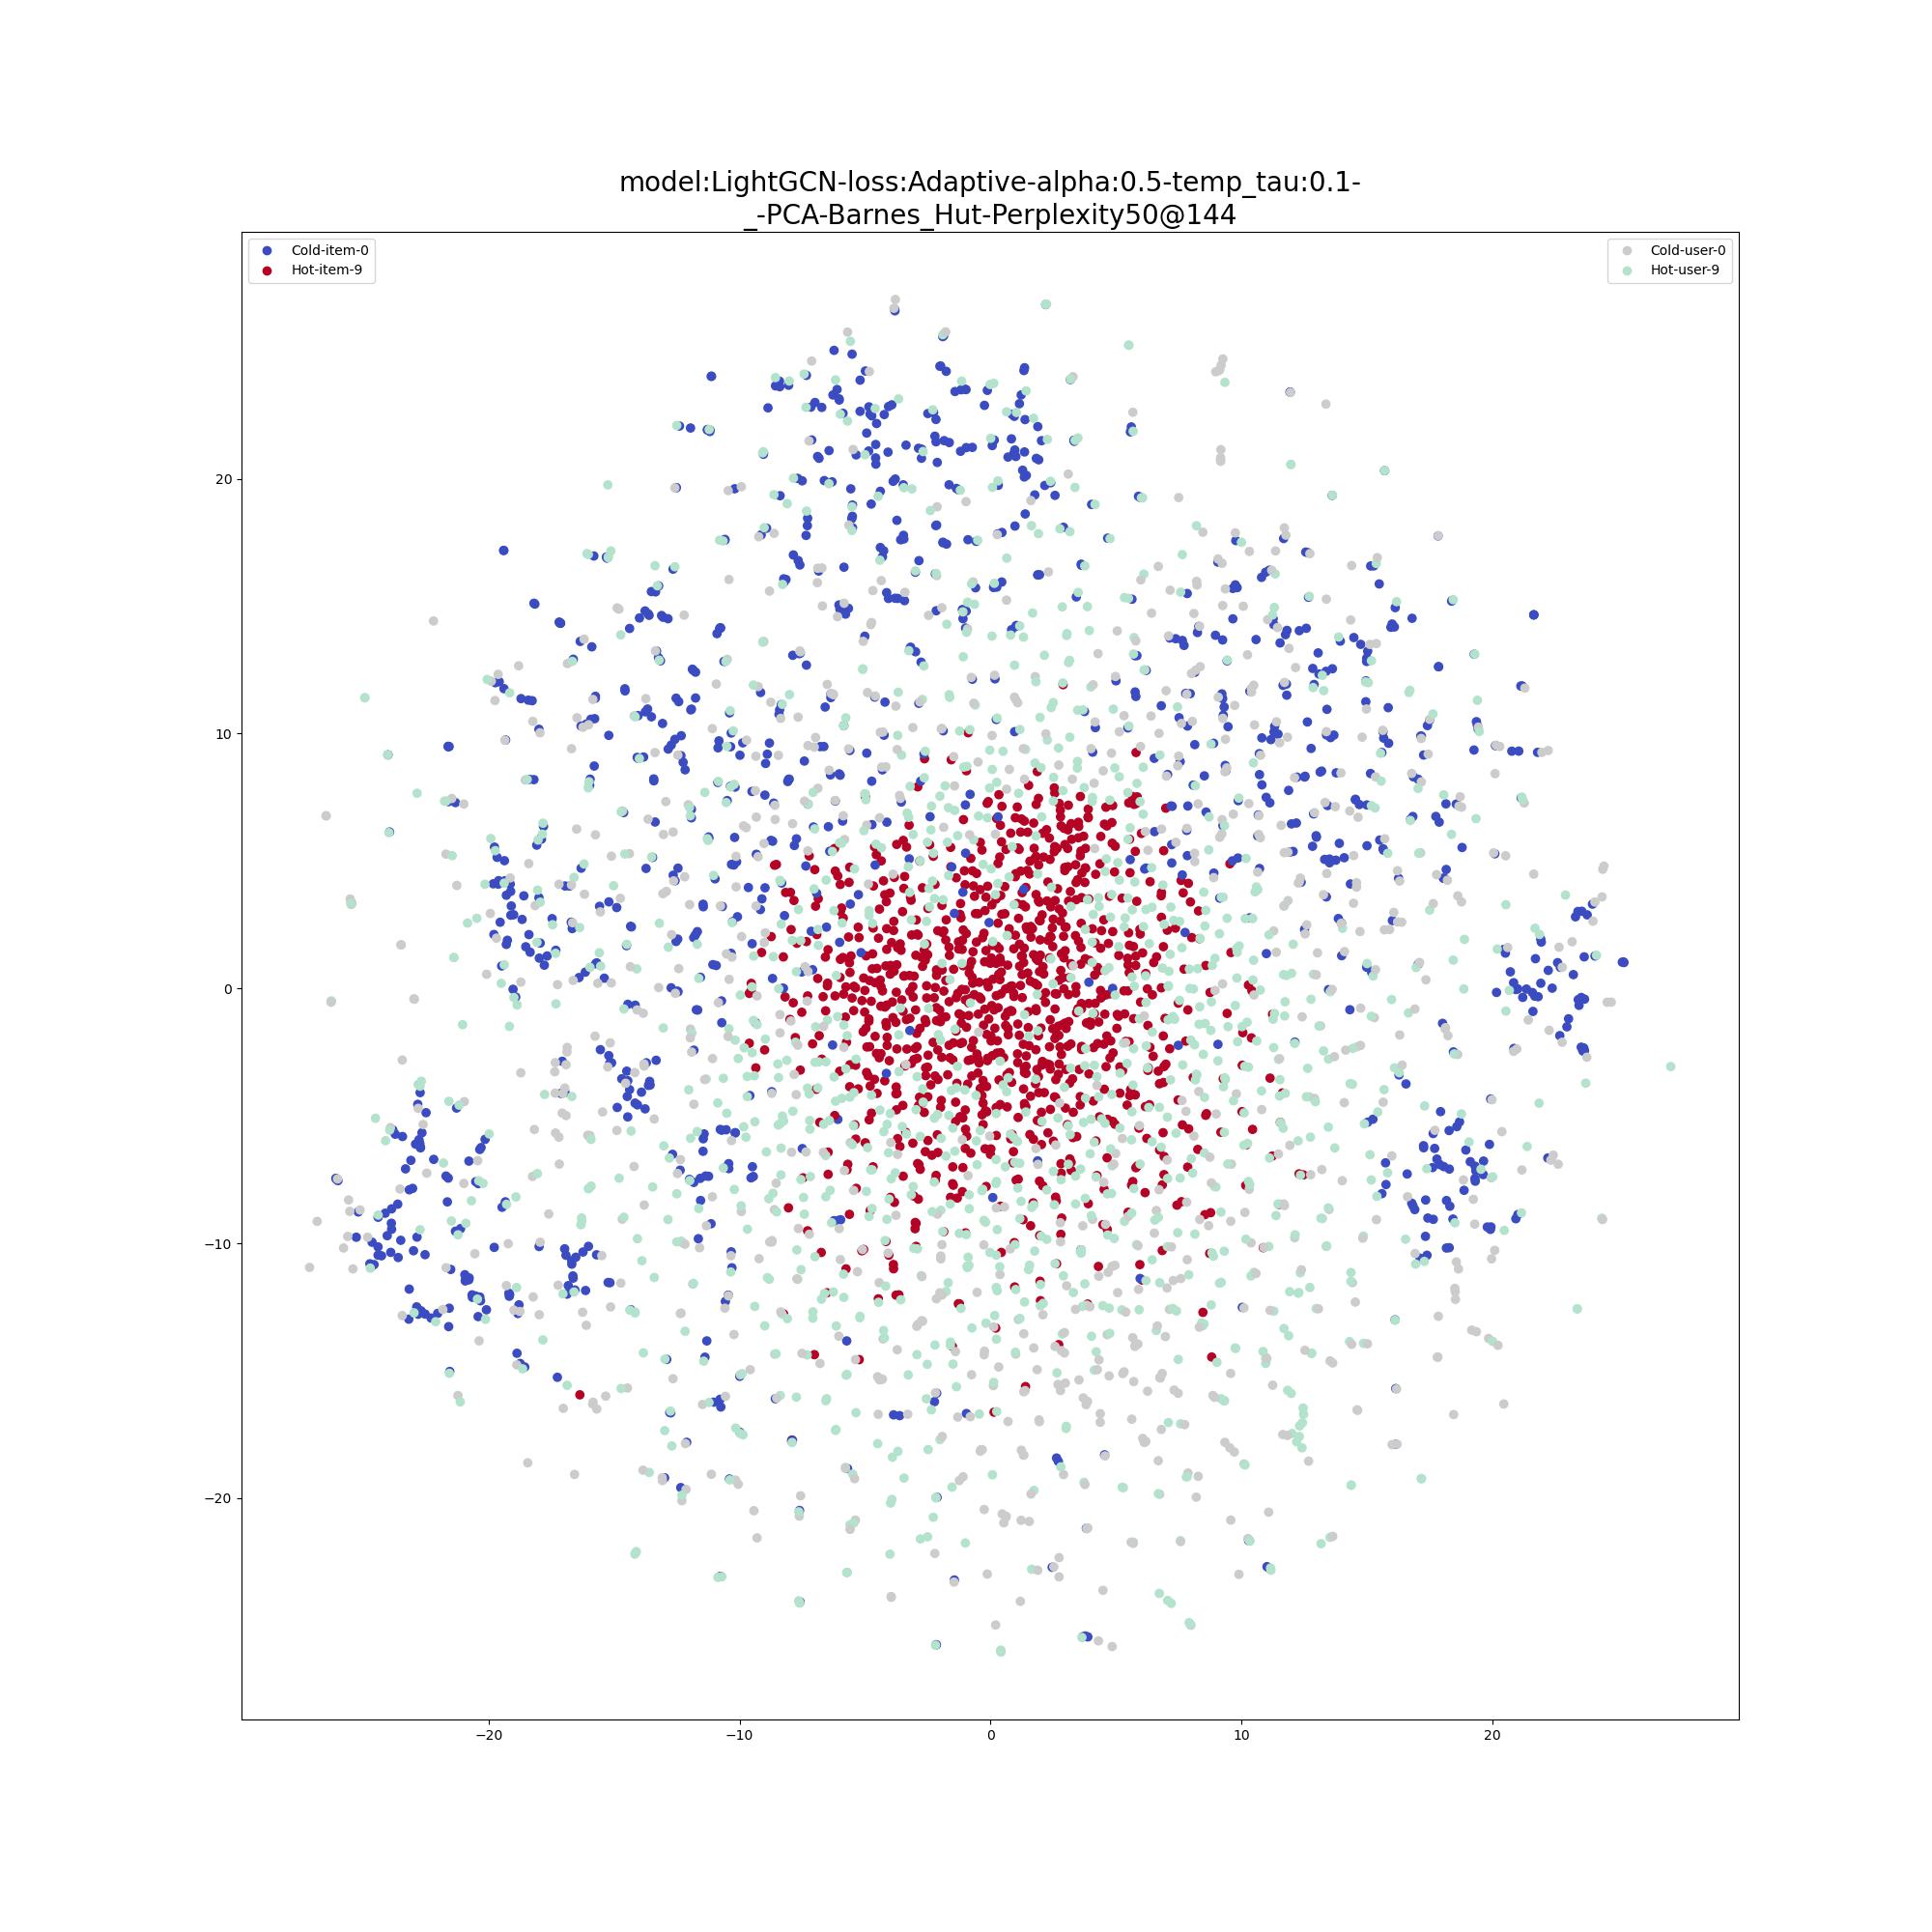 model:LightGCN-loss:Adaptive-alpha:0.5-temp_tau:0.1-
_-PCA-Barnes_Hut-Perplexity50@144
Cold-item-0
Hot-item-9
Cold-user-0
Hot-user-9
20
10
0
−10
−20
−20
−10
0
10
20